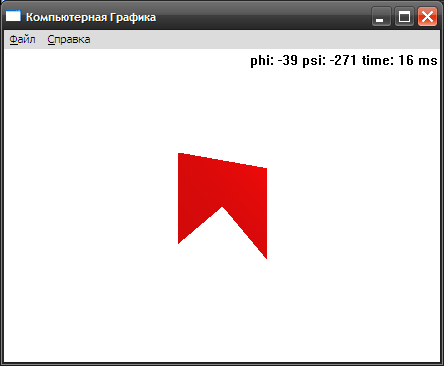 Компьютерная Графика
Файл Справка
phi: -39 psi: -271 time: 16 ms